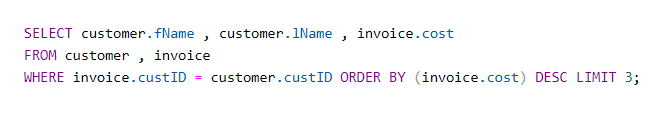 SELECT customer.fName , customer.lName , invoice.cost
FROM customer , invoice
WHERE invoice.custID = customer.custID ORDER BY (invoice.cost) DESC LIMIT 3;